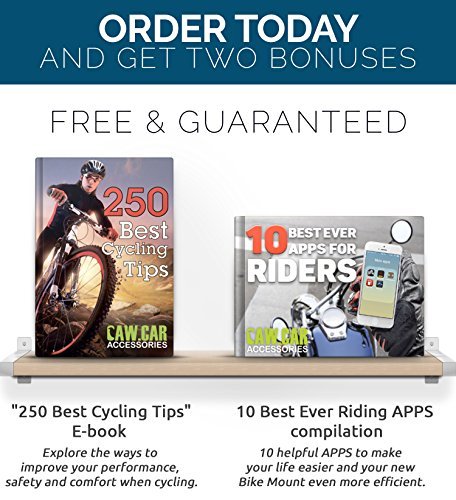 ORDER TODAY
AND GET TWO BONUSES
FREE & GUARANTEED
250
Best
Cycling
Tips
CAW.CAR
ACCESSORIES
10 BEST EVER
APPS FOR
RIDERS
CAW.CAR
ACCESSORIES
"250 Best Cycling Tips"
E-book
Explore the ways to
improve your performance,
safety and comfort when cycling.
10 Best Ever Riding APPS
compilation
10 helpful APPS to make
your life easier and your new
Bike Mount even more efficient.